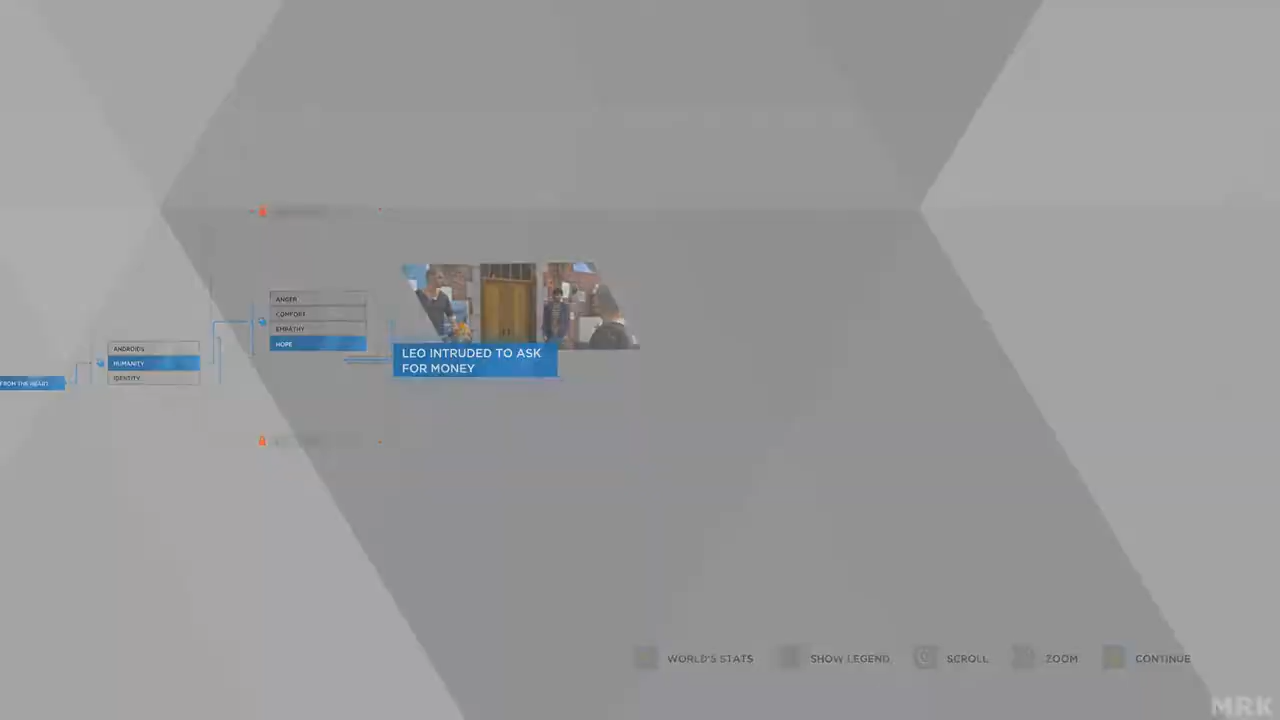 ANGER
COMFORT
EMPATHY
HOPE
ANDROIDS
HUMANITY
IDENTITY
FROM THE HEART
LEO INTRUDED TO ASK
FOR MONEY
WORLD'S STATS
SHOW LEGEND
SCROLL
ZOOM
CONTINUE
MRK